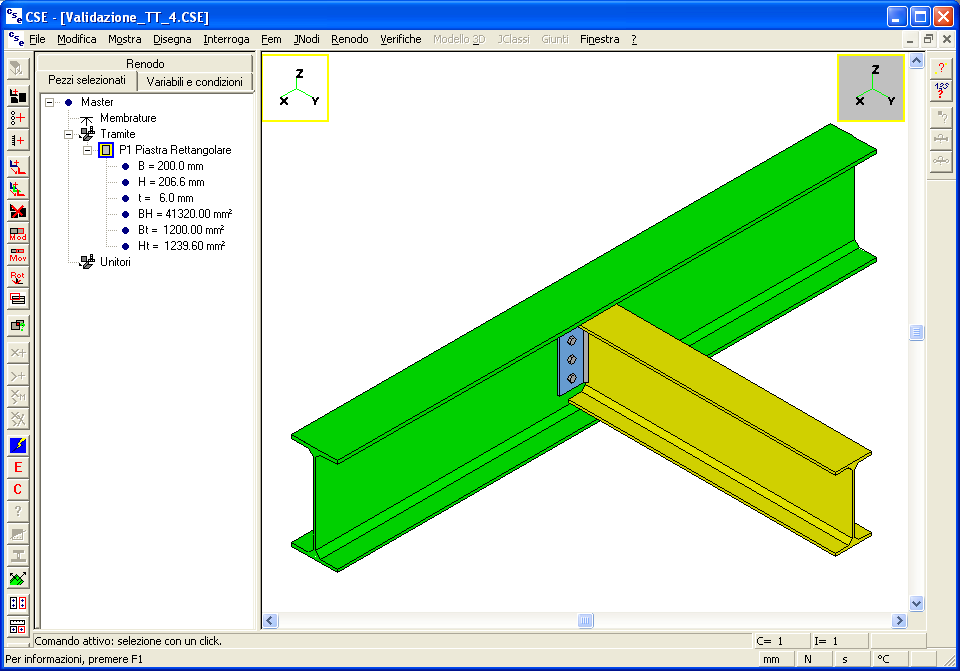 CSE - [Validazione_TT_4.CSE]
File Modifica Mostra Disegna Interroga Fem JNodi Renodo Verifiche Modello 3D JClassi Giunti Finestra ?
Renodo
Pezzi selezionati Variabili e condizioni
Master
Membrature
Tramite
P1 Piastra Rettangolare
B = 200.0 mm
H = 206.6 mm
t = 6.0 mm
BH = 41320.00 mm²
Bt = 1200.00 mm²
Ht = 1239.60 mm²
Unitori
Z
X Y
Z
X Y
Mod
Mov
Rot
E
C
?
?
123
?
?
Comando attivo: selezione con un click.
C= 1 I= 1
Per informazioni, premere F1
mm N s °C